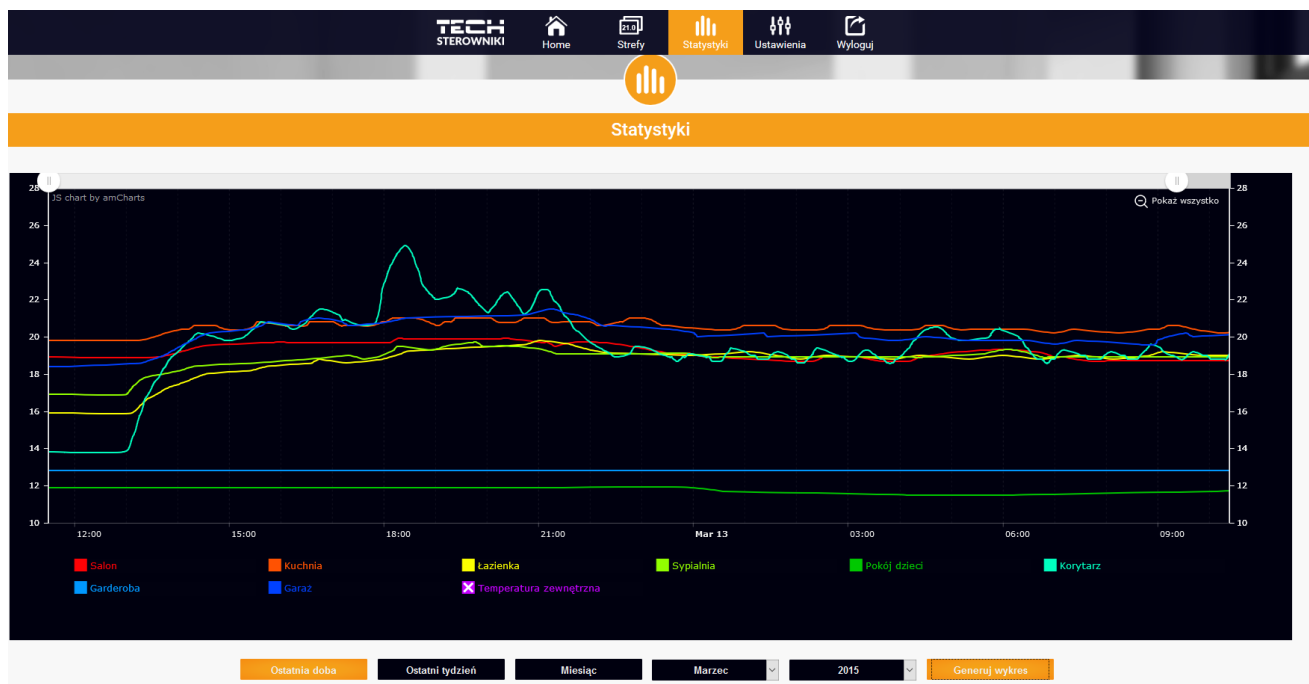 TECH
STEROWNIKI
Home
21.0
Strefy
Statystyki
Ustawienia
Wyloguj
Statystyki
28 28
JS chart by amCharts
Pokaż wszystko
26 26
24 24
22 22
20 20
18 18
16 16
14 14
12 12
10 10
12:00 15:00 18:00 21:00 Mar 13 03:00 06:00 09:00
Salon Kuchnia Łazienka Sypialnia Pokój dzieci Korytarz
Garderoba Garaż Temperatura zewnętrzna
Ostatnia doba Ostatni tydzień Miesiąc Marzec 2015 Generuj wykres